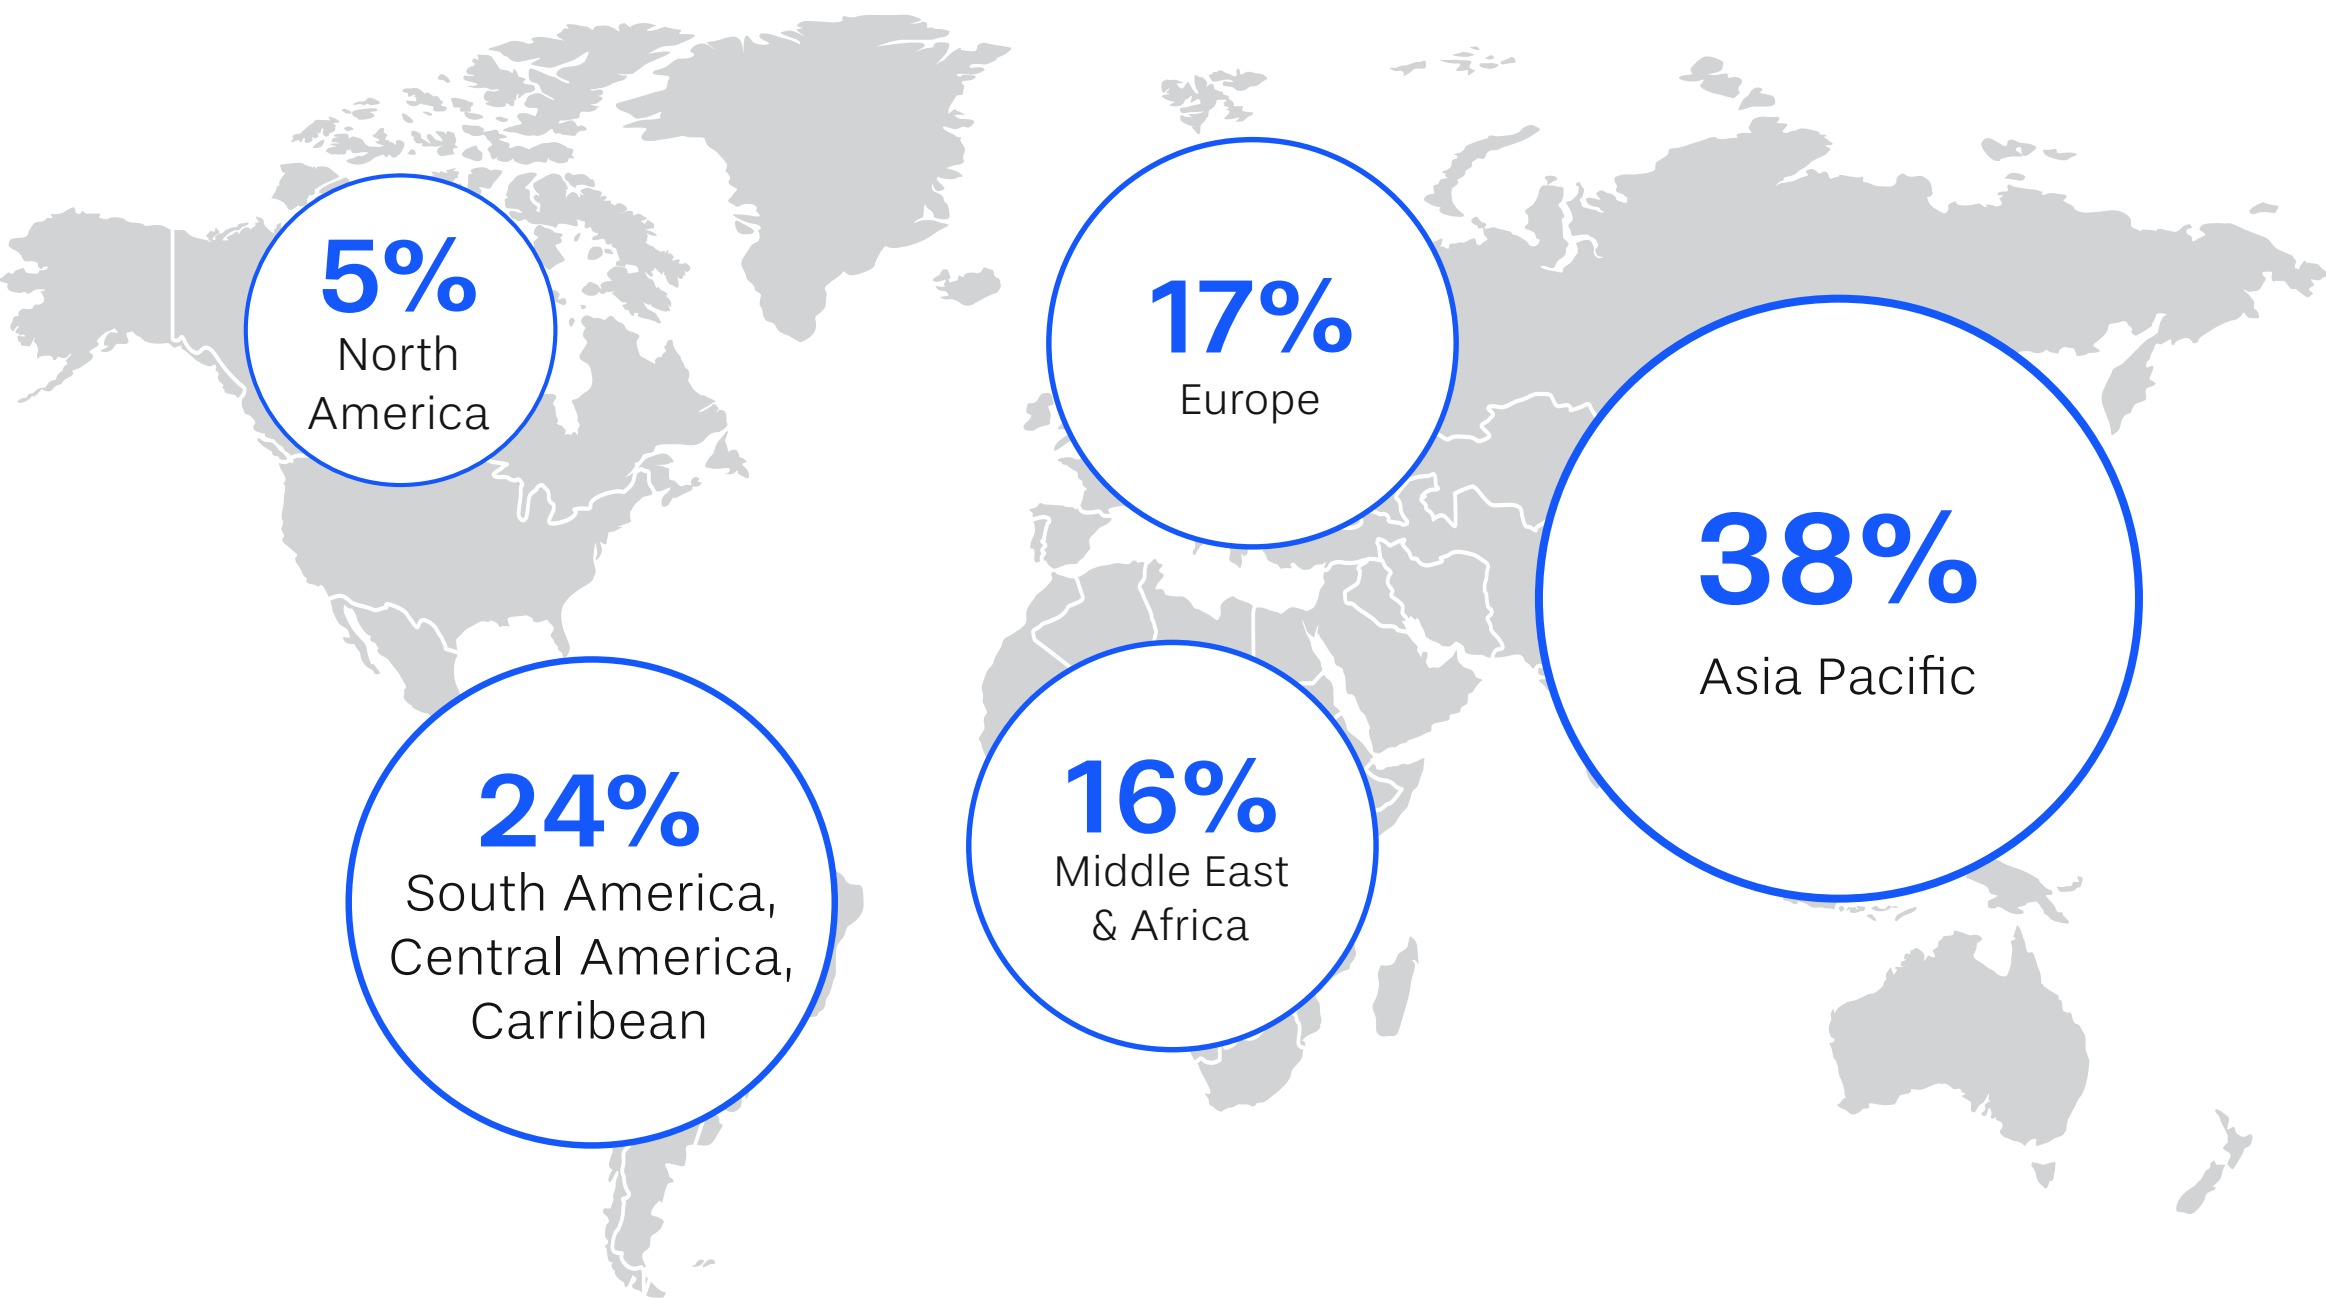 5%
North
America
17%
Europe
38%
Asia Pacific
24%
South America,
Central America,
Carribean
16%
Middle East
& Africa